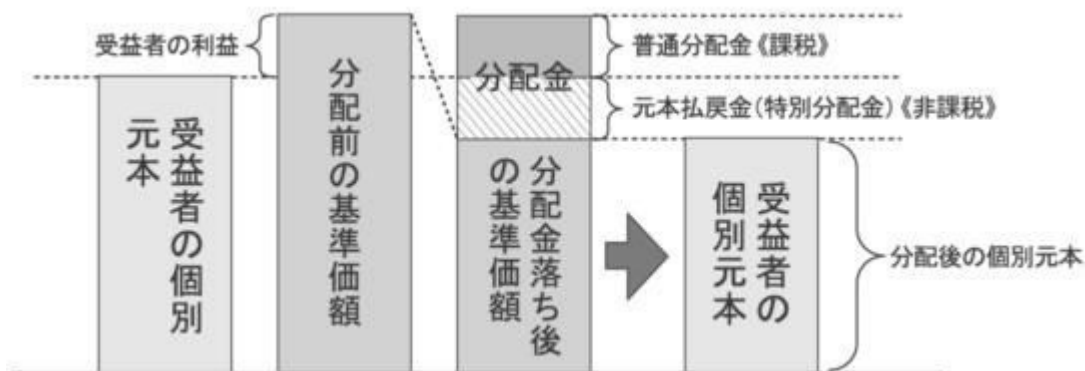 受益者の利益
受益者の個別
元本
分配前の基準価額
分配金
分配金落ち後
の基準価額
普通分配金《課税》
元本払戻金(特別分配金)《非課税》
受益者の
個別元本
分配後の個別元本